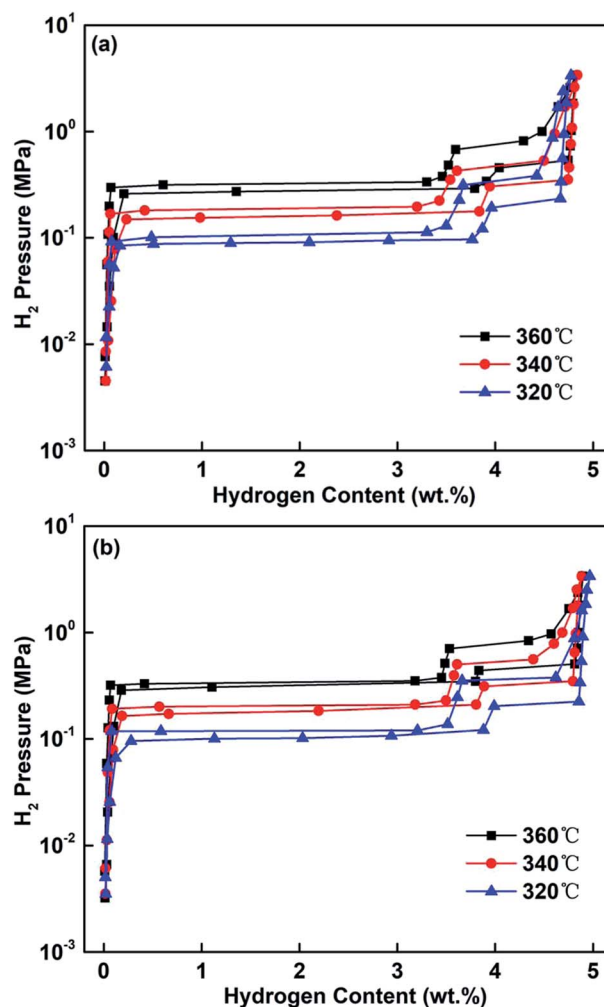 (a)
H₂ Pressure (MPa)
10¹
10⁰
10⁻¹
10⁻²
10⁻³
360℃
340℃
320℃
0 1 2 3 4 5
Hydrogen Content (wt.%)
(b)
H₂ Pressure (MPa)
10¹
10⁰
10⁻¹
10⁻²
10⁻³
360℃
340℃
320℃
0 1 2 3 4 5
Hydrogen Content (wt.%)